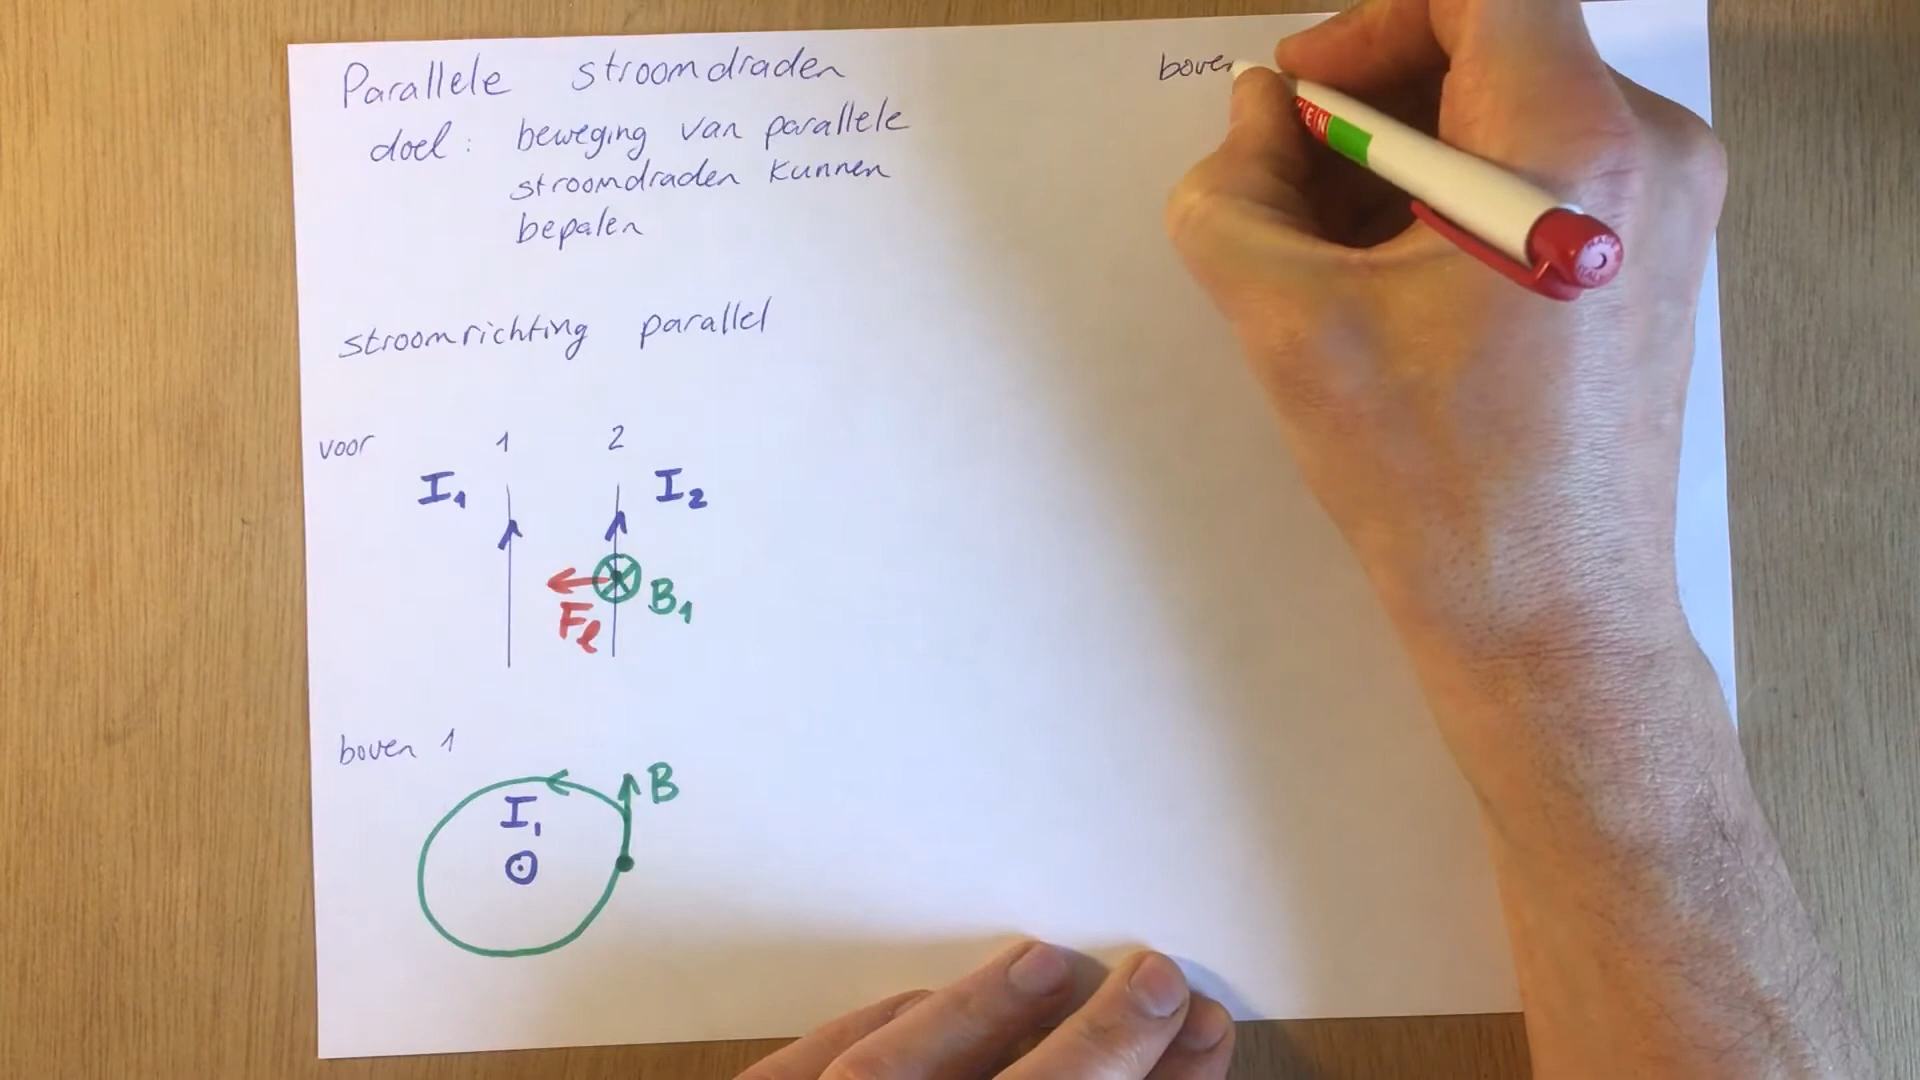 Parallele stroomdraden
doel: beweging van parallele
stroomdraden kunnen
bepalen
stroomrichting parallel
voor
1 2
I₁ I₂
B₁
Fℓ
boven 1
B
I₁
boven